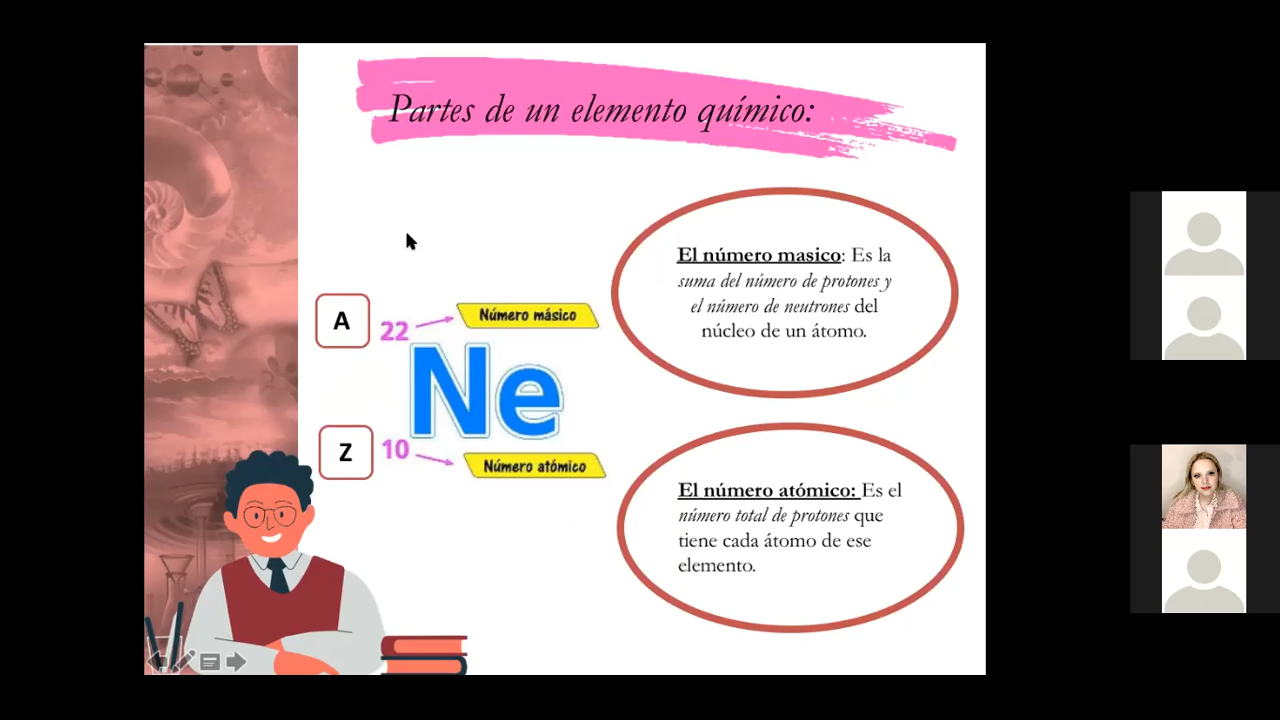 Partes de un elemento químico:
El número masico: Es la
suma del número de protones y
el número de neutrones del
núcleo de un átomo.
A
22
Número másico
Ne
Z
10
Número atómico
El número atómico: Es el
número total de protones que
tiene cada átomo de ese
elemento.